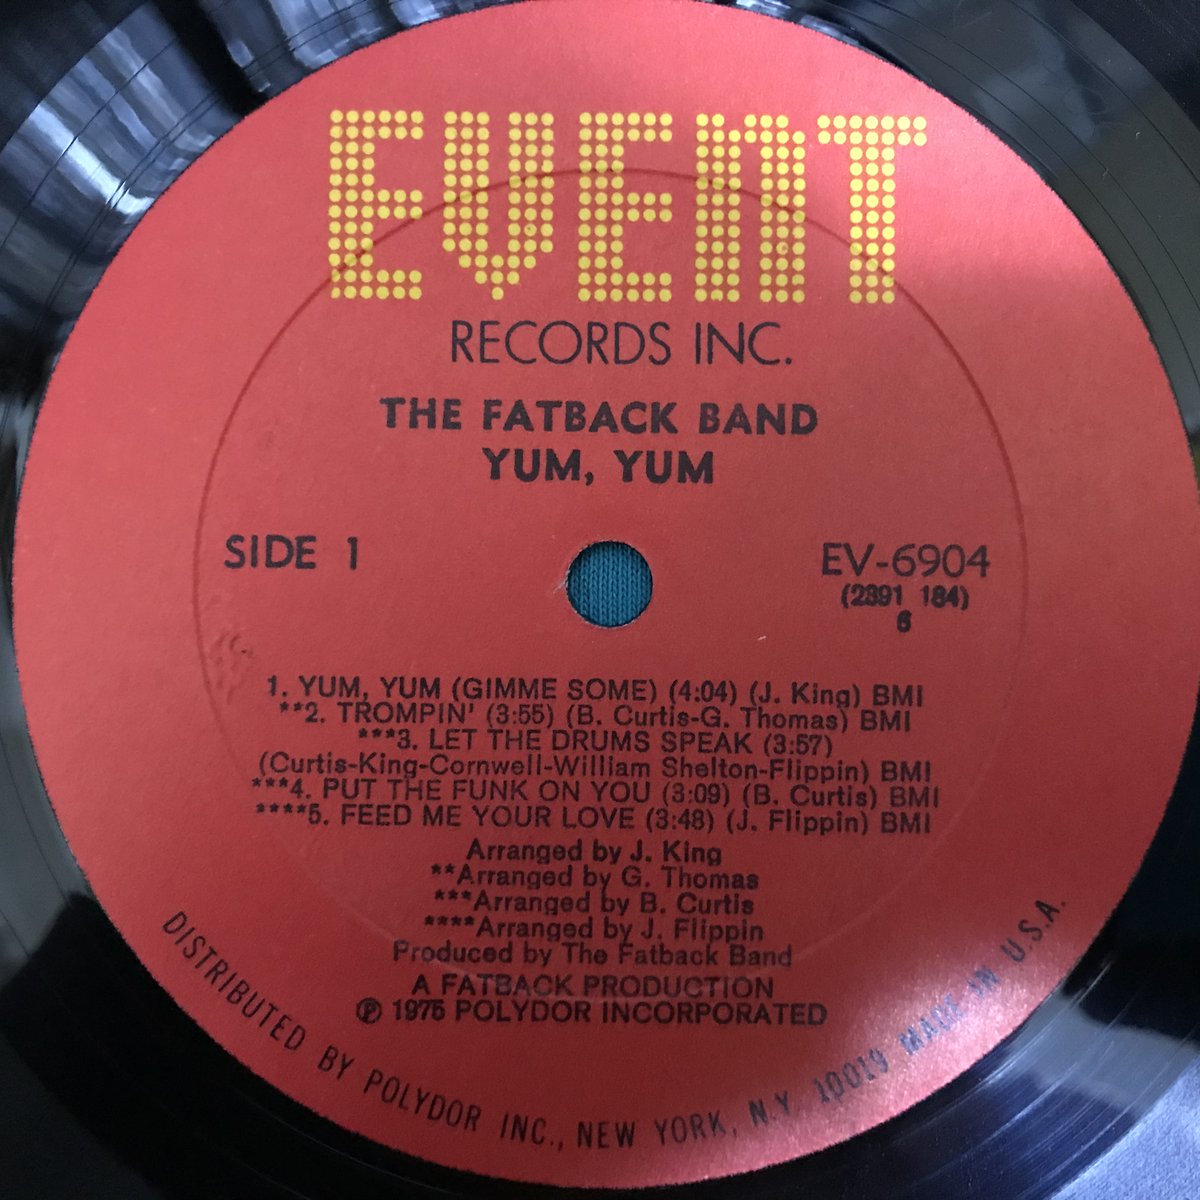 EVENT
RECORDS INC.
THE FATBACK BAND
YUM, YUM
SIDE 1
EV-6904
(2391 184)
6
1. YUM, YUM (GIMME SOME) (4:04) (J. King) BMI
**2. TROMPIN' (3:55) (B. Curtis-G. Thomas) BMI
***3. LET THE DRUMS SPEAK (3:57)
(Curtis-King-Cornwell-William Shelton-Flippin) BMI
***4. PUT THE FUNK ON YOU (3:09) (B. Curtis) BMI
****5. FEED ME YOUR LOVE (3:48) (J. Flippin) BMI
Arranged by J. King
**Arranged by G. Thomas
***Arranged by B. Curtis
****Arranged by J. Flippin
Produced by The Fatback Band
A FATBACK PRODUCTION
℗ 1975 POLYDOR INCORPORATED
DISTRIBUTED BY POLYDOR INC., NEW YORK, N.Y. 10019 MADE IN U.S.A.